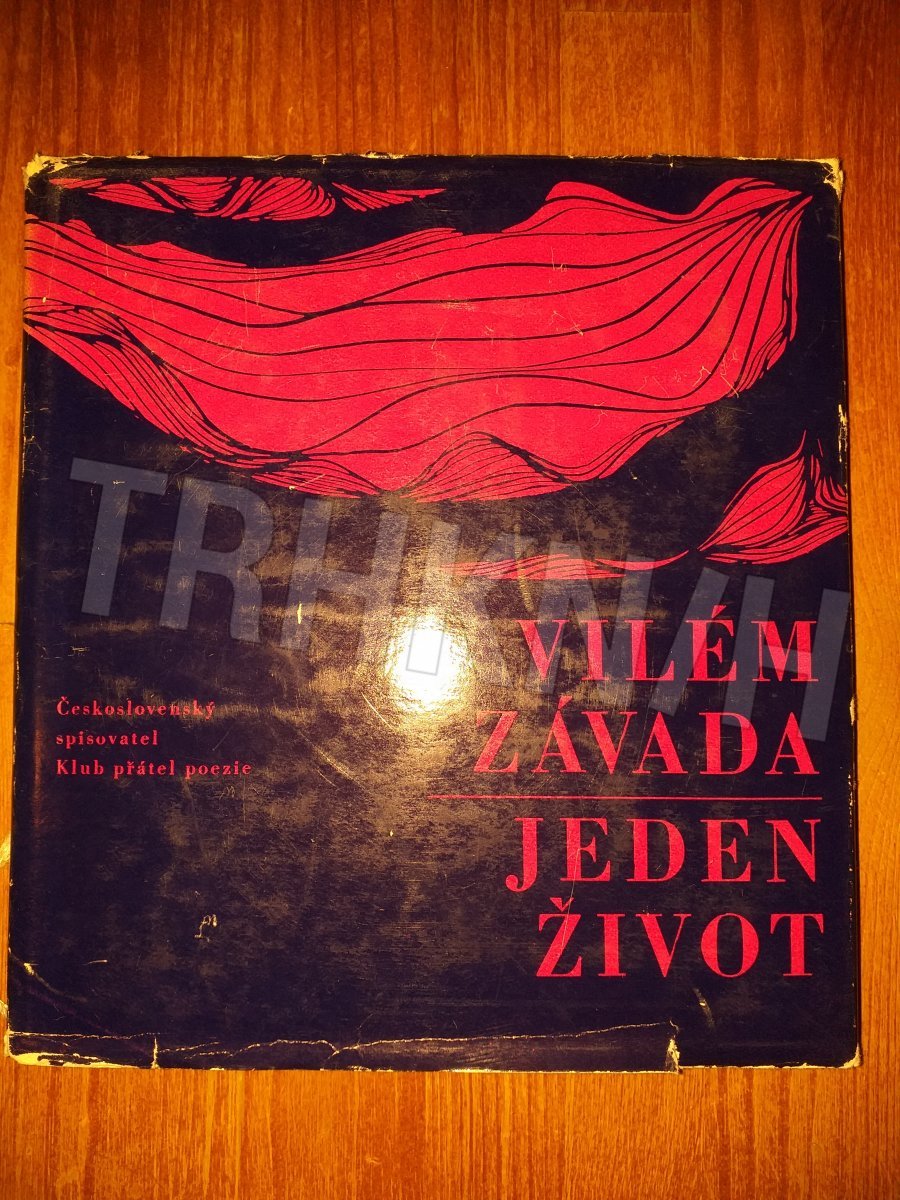 TRHKNIH
VILÉM
ZÁVADA
JEDEN
ŽIVOT
Československý
spisovatel
Klub přátel poezie